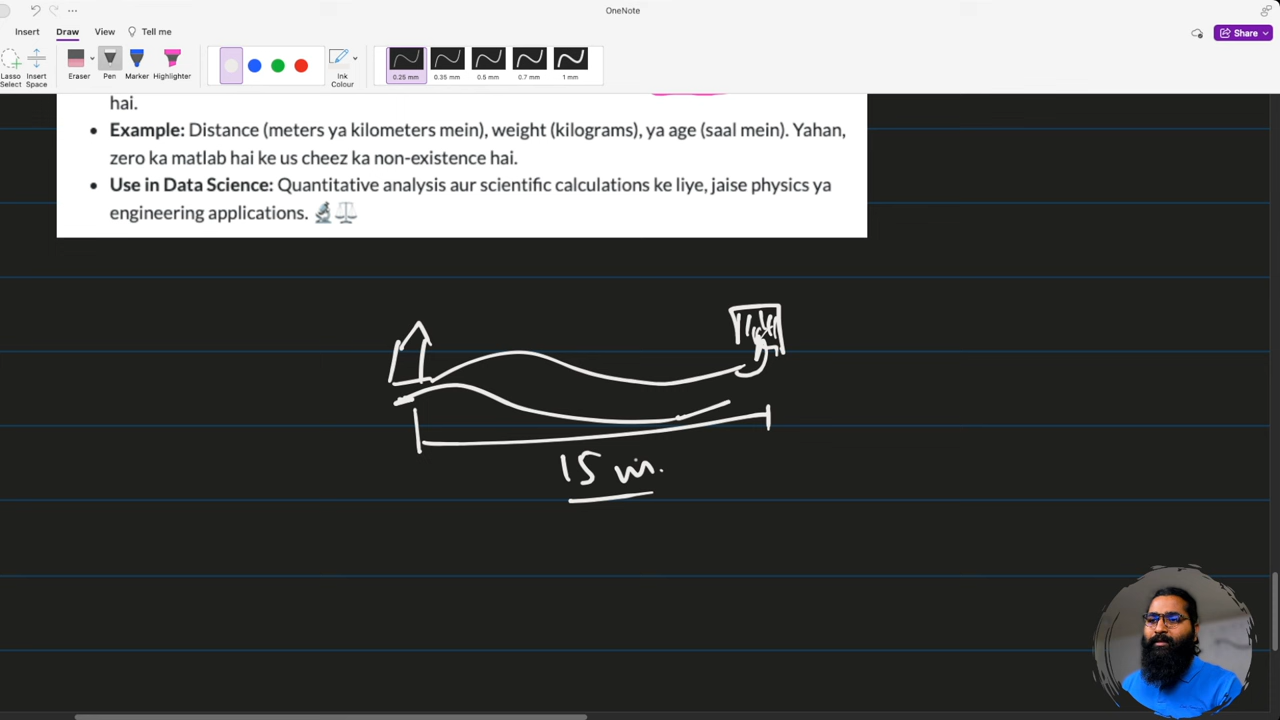 OneNote
Insert Draw View Tell me
Share
Lasso Select
Insert Space
Eraser
Pen
Marker
Highlighter
Ink Colour
0.25 mm
0.35 mm
0.5 mm
0.7 mm
1 mm
hai.
• Example: Distance (meters ya kilometers mein), weight (kilograms), ya age (saal mein). Yahan,
zero ka matlab hai ke us cheez ka non-existence hai.
• Use in Data Science: Quantitative analysis aur scientific calculations ke liye, jaise physics ya
engineering applications. 🔬⚖️
15 min.